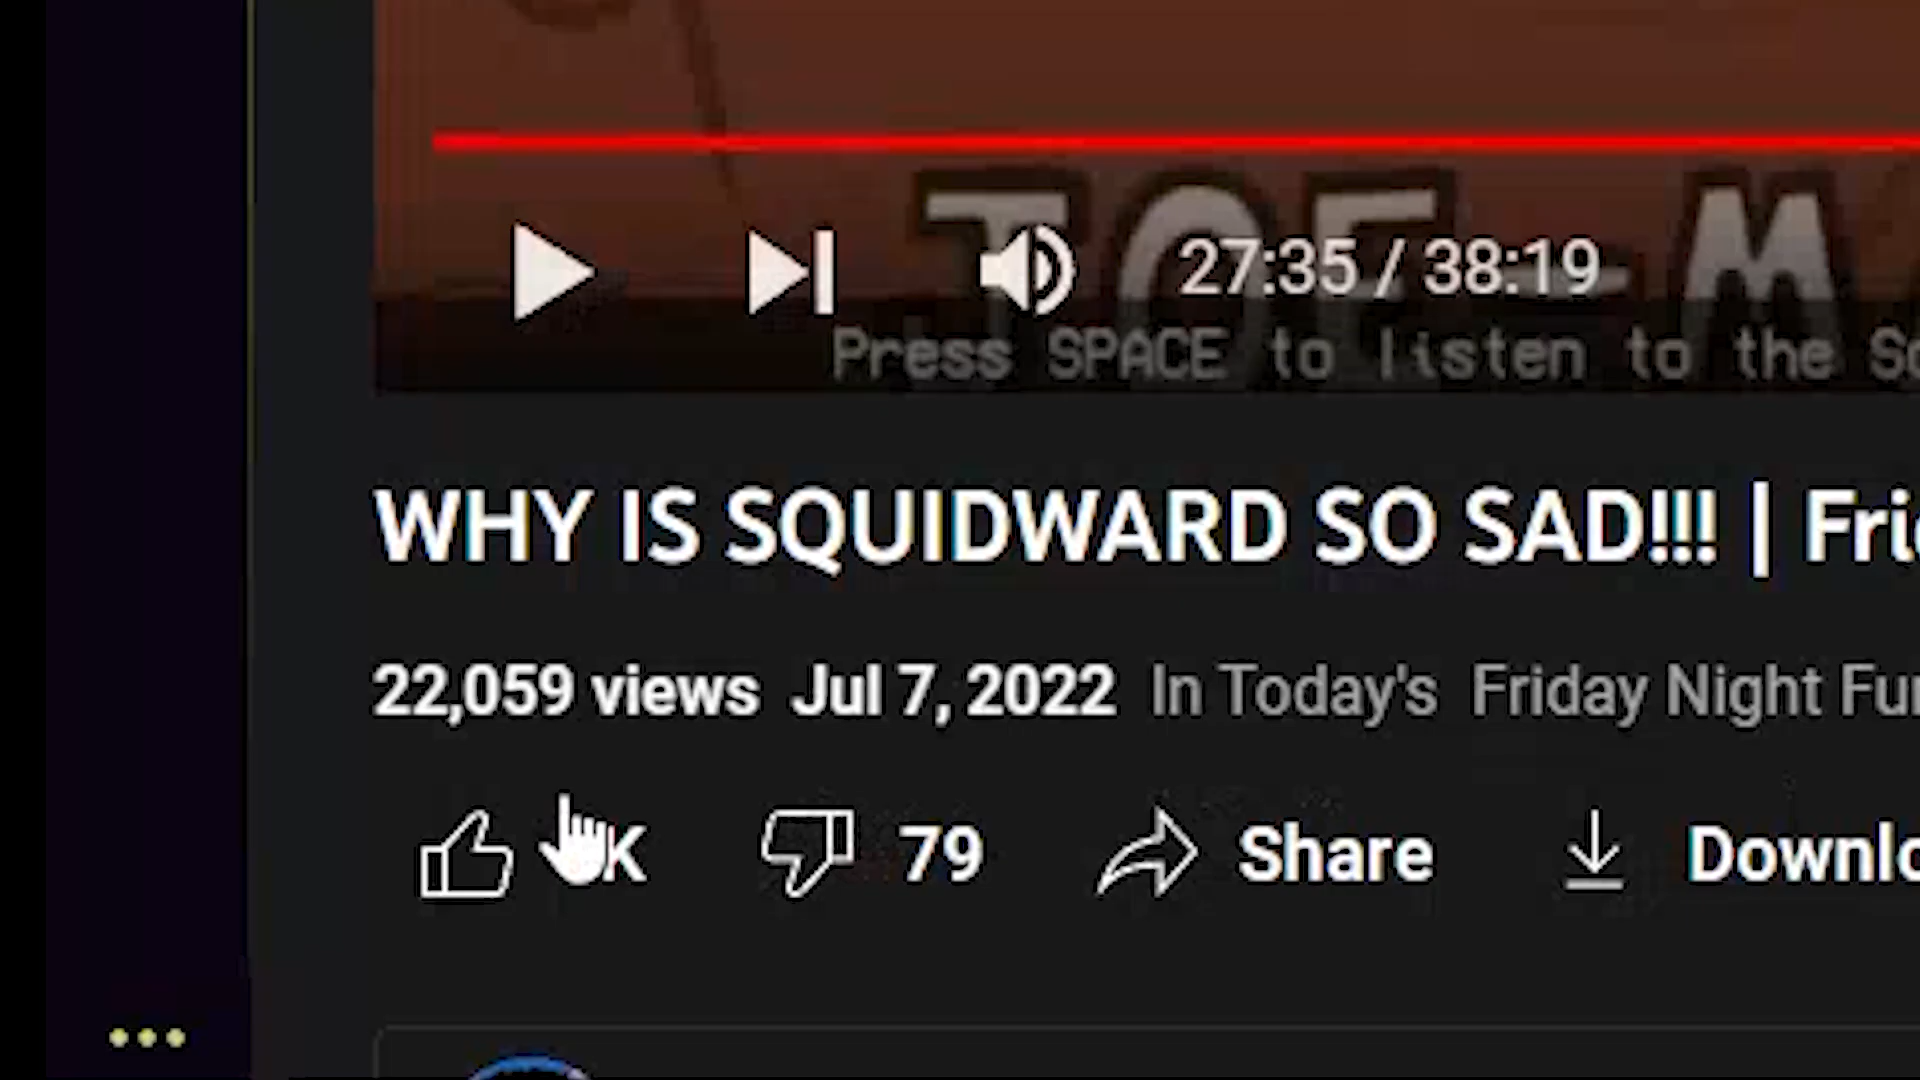 27:35 / 38:19
Press SPACE to listen to the
WHY IS SQUIDWARD SO SAD!!! |
22,059 views Jul 7, 2022 In Today's Friday Night
K 79 Share